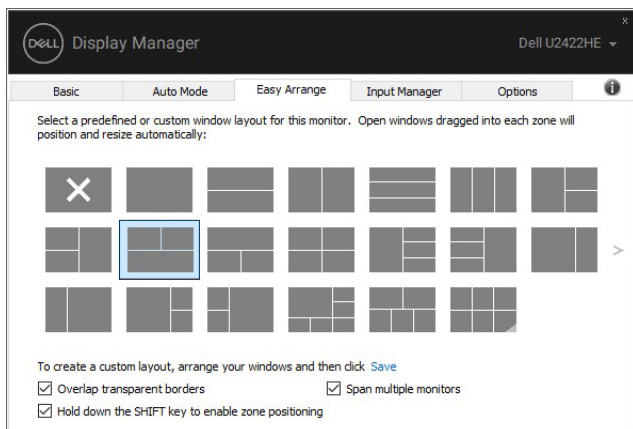 x
DELL Display Manager
Dell U2422HE
Basic Auto Mode Easy Arrange Input Manager Options i
Select a predefined or custom window layout for this monitor. Open windows dragged into each zone will
position and resize automatically:
>
To create a custom layout, arrange your windows and then click Save
Overlap transparent borders Span multiple monitors
Hold down the SHIFT key to enable zone positioning